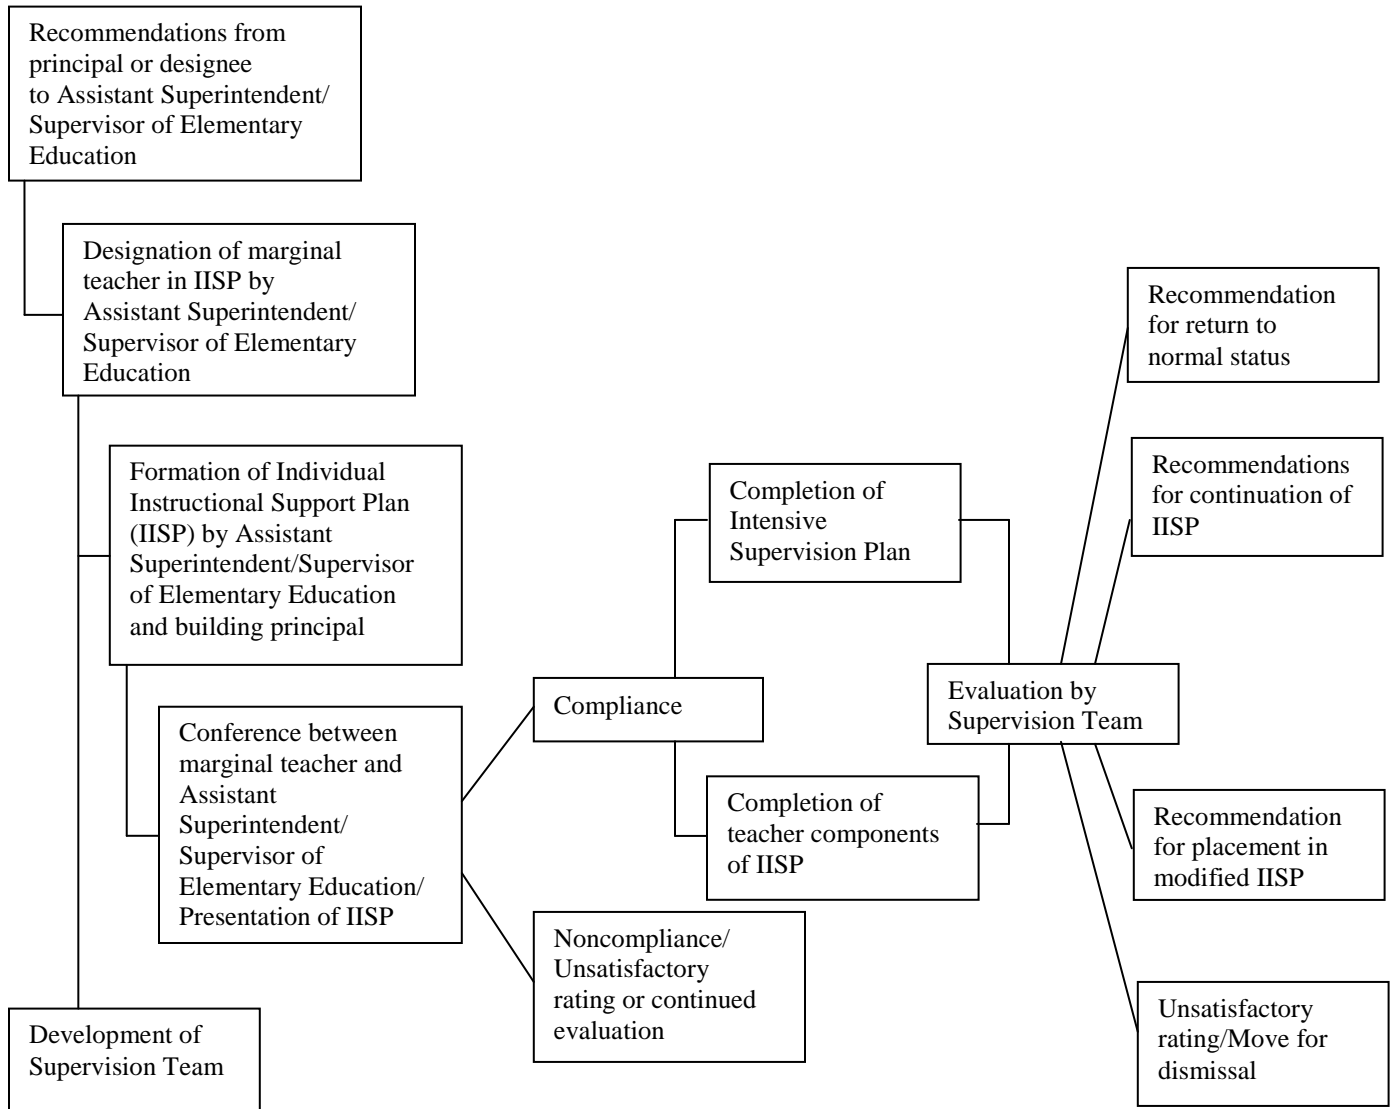 Recommendations from
principal or designee
to Assistant Superintendent/
Supervisor of Elementary
Education
Designation of marginal
teacher in IISP by
Assistant Superintendent/
Supervisor of Elementary
Education
Formation of Individual
Instructional Support Plan
(IISP) by Assistant
Superintendent/Supervisor
of Elementary Education
and building principal
Conference between
marginal teacher and
Assistant
Superintendent/
Supervisor of
Elementary Education/
Presentation of IISP
Development of
Supervision Team
Compliance
Noncompliance/
Unsatisfactory
rating or continued
evaluation
Completion of
Intensive
Supervision Plan
Completion of
teacher components
of IISP
Evaluation by
Supervision Team
Recommendation
for return to
normal status
Recommendations
for continuation of
IISP
Recommendation
for placement in
modified IISP
Unsatisfactory
rating/Move for
dismissal